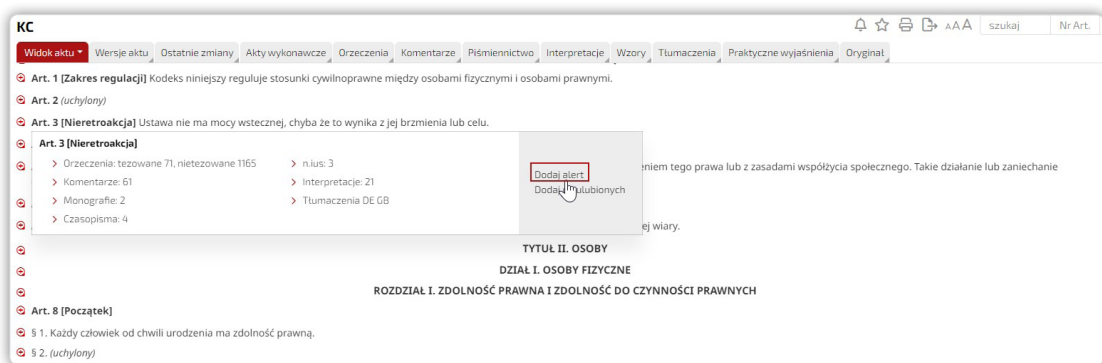 KC
AAA
szukaj
Nr Art.
Widok aktu Wersje aktu Ostatnie zmiany Akty wykonawcze Orzeczenia Komentarze Piśmiennictwo Interpretacje Wzory Tłumaczenia Praktyczne wyjaśnienia Oryginał
Art. 1 [Zakres regulacji] Kodeks niniejszy reguluje stosunki cywilnoprawne między osobami fizycznymi i osobami prawnymi.
Art. 2 (uchylony)
Art. 3 [Nieretroakcja] Ustawa nie ma mocy wstecznej, chyba że to wynika z jej brzmienia lub celu.
Art. 3 [Nieretroakcja]
> Orzeczenia: tezowane 71, nietezowane 1165
> Komentarze: 61
> Monografie: 2
> Czasopisma: 4
> n.ius: 3
> Interpretacje: 21
> Tłumaczenia DE GB
Dodaj alert
Dodaj ulubionych
eniem tego prawa lub z zasadami współżycia społecznego. Takie działanie lub zaniechanie
ej wiary.
TYTUŁ II. OSOBY
DZIAŁ I. OSOBY FIZYCZNE
ROZDZIAŁ I. ZDOLNOŚĆ PRAWNA I ZDOLNOŚĆ DO CZYNNOŚCI PRAWNYCH
Art. 8 [Początek]
§ 1. Każdy człowiek od chwili urodzenia ma zdolność prawną.
§ 2. (uchylony)